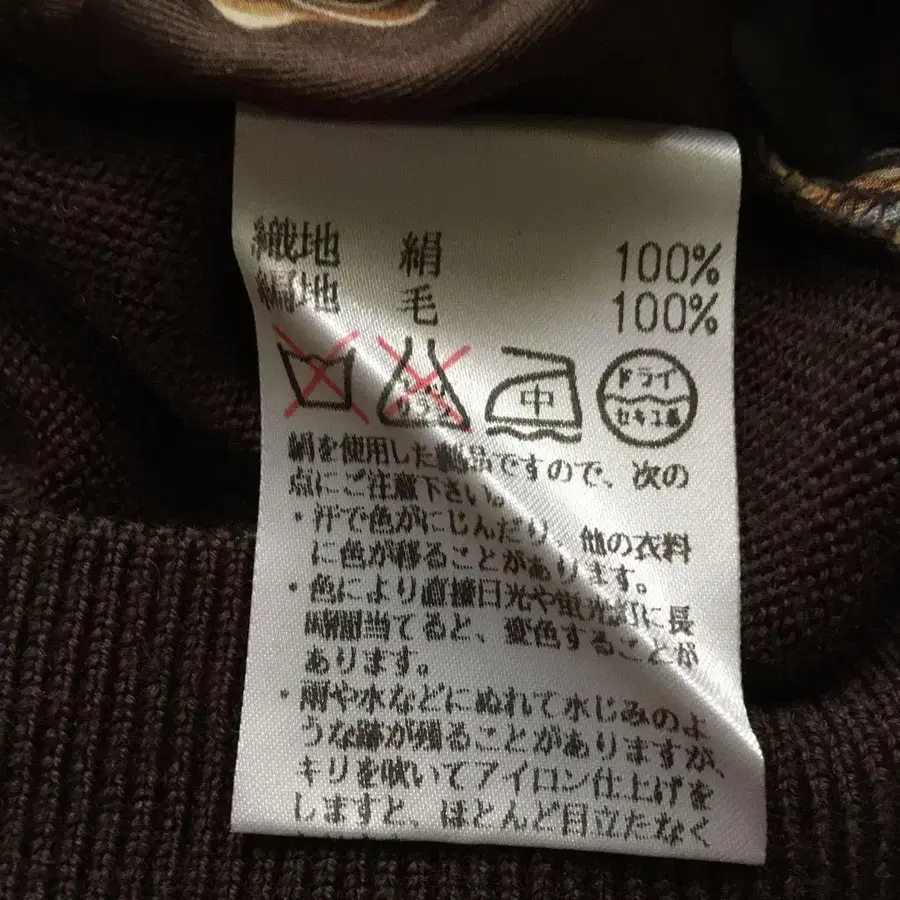 織地 絹 100%
編地 毛 100%
中 ドライ
セキユ系
絹を使用した製品ですので、次の
点にご注意下さい。
・汗で色がにじんだり、他の衣料
に色が移ることがあります。
・色により直接日光や蛍光灯に長
時間当てると、変色することが
あります。
・雨や水などにぬれて水じみのよ
うな跡が残ることがありますが、
キリを吹いてアイロン仕上げを
しますと、ほとんど目立たなく